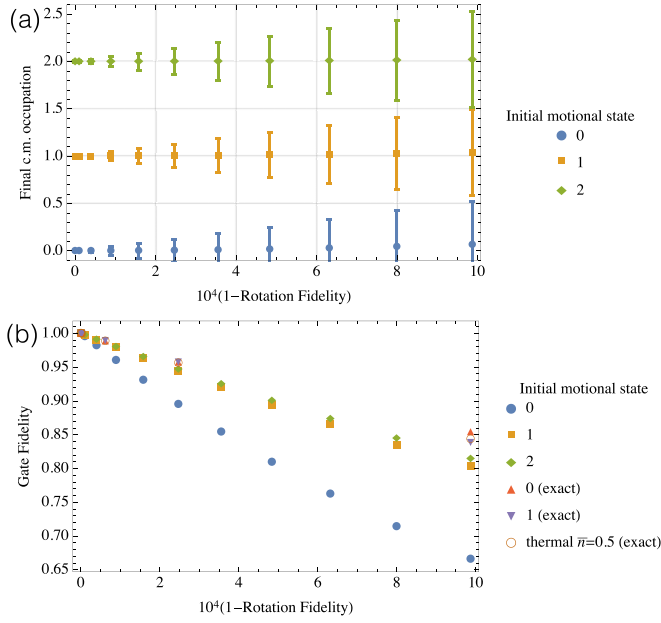 (a)
2.5
2.0
1.5
1.0
0.5
0.0
Final c.m. occupation
0 2 4 6 8 10
10⁴(1−Rotation Fidelity)
Initial motional state
0
1
2
(b)
1.00
0.95
0.90
0.85
0.80
0.75
0.70
0.65
Gate Fidelity
0 2 4 6 8 10
10⁴(1−Rotation Fidelity)
Initial motional state
0
1
2
0 (exact)
1 (exact)
thermal n̅=0.5 (exact)